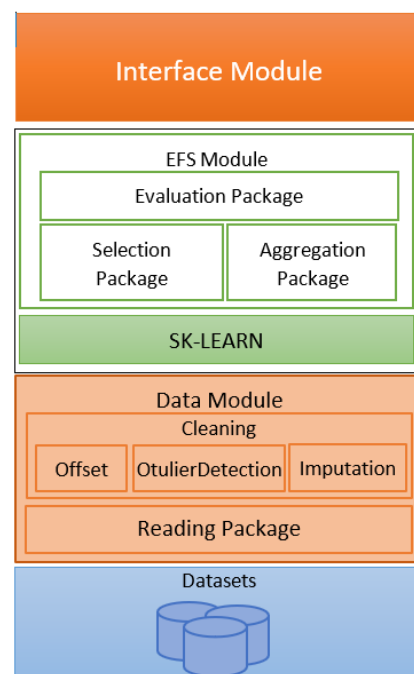 Interface Module
EFS Module
Evaluation Package
Selection
Package
Aggregation
Package
SK-LEARN
Data Module
Cleaning
Offset
OtulierDetection
Imputation
Reading Package
Datasets